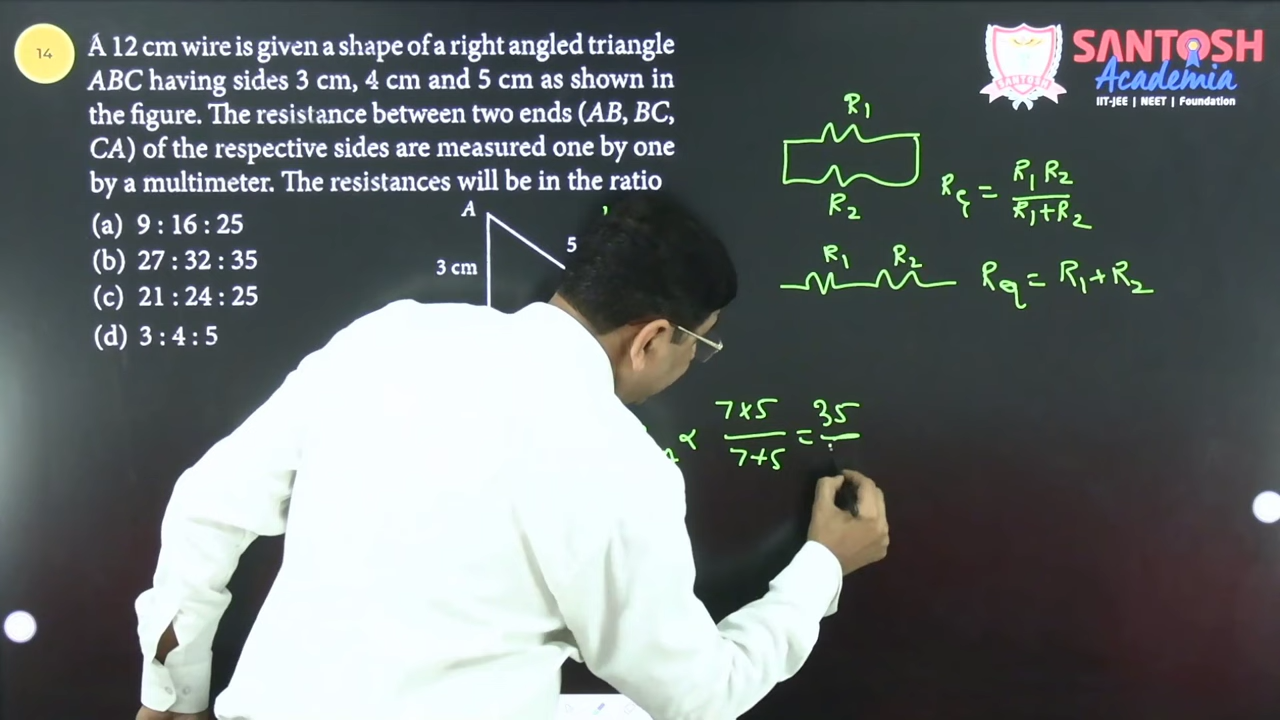 14
A 12 cm wire is given a shape of a right angled triangle
ABC having sides 3 cm, 4 cm and 5 cm as shown in
the figure. The resistance between two ends (AB, BC,
CA) of the respective sides are measured one by one
by a multimeter. The resistances will be in the ratio
(a) 9 : 16 : 25
(b) 27 : 32 : 35
(c) 21 : 24 : 25
(d) 3 : 4 : 5
A
3 cm
5
SANTOSH
SANTOSH
Academia
IIT-JEE | NEET | Foundation
R1
R2
Rq = R1 R2 / R1+R2
R1 R2
Req = R1+R2
∝ 7×5 / 7+5 = 35